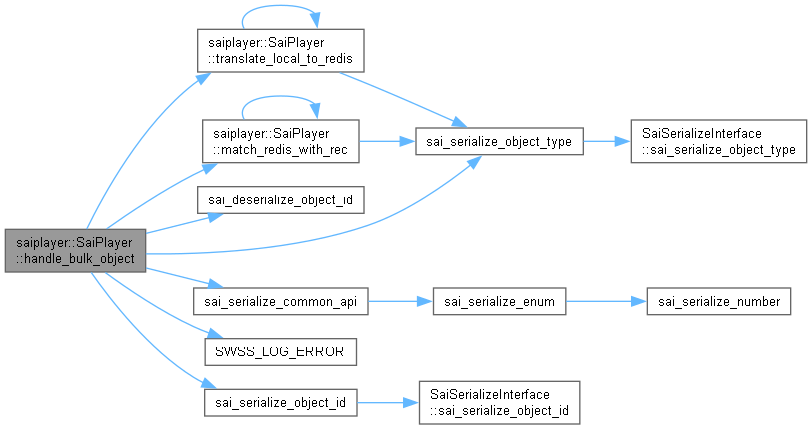 saiplayer::SaiPlayer
::translate_local_to_redis
saiplayer::SaiPlayer
::match_redis_with_rec
sai_serialize_object_type
SaiSerializeInterface
::sai_serialize_object_type
sai_deserialize_object_id
saiplayer::SaiPlayer
::handle_bulk_object
sai_serialize_common_api
sai_serialize_enum
sai_serialize_number
SWSS_LOG_ERROR
sai_serialize_object_id
SaiSerializeInterface
::sai_serialize_object_id